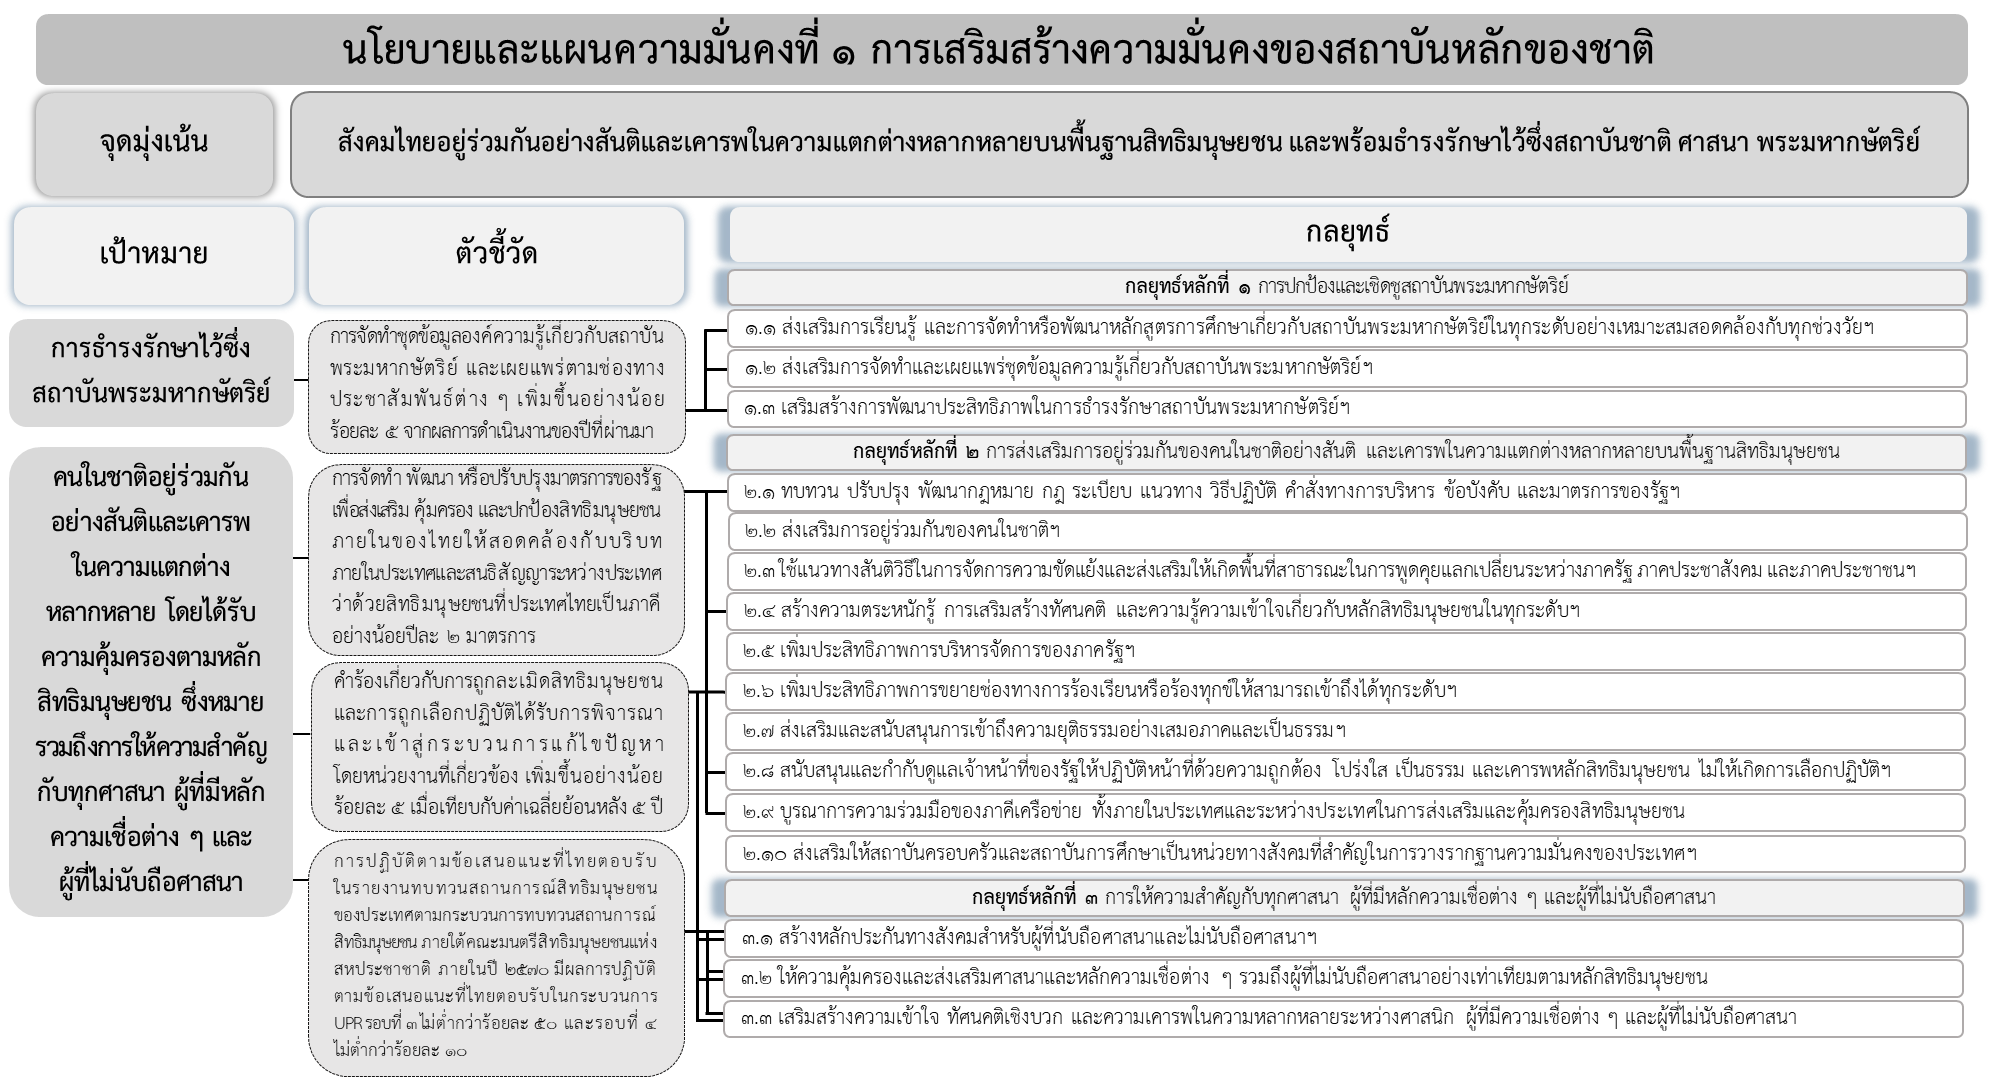 นโยบายและแผนความมั่นคงที่ ๑ การเสริมสร้างความมั่นคงของสถาบันหลักของชาติ
จุดมุ่งเน้น
สังคมไทยอยู่ร่วมกันอย่างสันติและเคารพในความแตกต่างหลากหลายบนพื้นฐานสิทธิมนุษยชน และพร้อมธำรงรักษาไว้ซึ่งสถาบันชาติ ศาสนา พระมหากษัตริย์
เป้าหมาย
ตัวชี้วัด
กลยุทธ์
การธำรงรักษาไว้ซึ่ง
สถาบันพระมหากษัตริย์
คนในชาติอยู่ร่วมกัน
อย่างสันติและเคารพ
ในความแตกต่าง
หลากหลาย โดยได้รับ
ความคุ้มครองตามหลัก
สิทธิมนุษยชน ซึ่งหมาย
รวมถึงการให้ความสำคัญ
กับทุกศาสนา ผู้ที่มีหลัก
ความเชื่อต่าง ๆ และ
ผู้ที่ไม่นับถือศาสนา
การจัดทำชุดข้อมูลองค์ความรู้เกี่ยวกับสถาบัน
พระมหากษัตริย์ และเผยแพร่ตามช่องทาง
ประชาสัมพันธ์ต่าง ๆ เพิ่มขึ้นอย่างน้อย
ร้อยละ ๕ จากผลการดำเนินงานของปีที่ผ่านมา
การจัดทำ พัฒนา หรือปรับปรุงมาตรการของรัฐ
เพื่อส่งเสริม คุ้มครอง และปกป้องสิทธิมนุษยชน
ภายในของไทยให้สอดคล้องกับบริบท
ภายในประเทศและสนธิสัญญาระหว่างประเทศ
ว่าด้วยสิทธิมนุษยชนที่ประเทศไทยเป็นภาคี
อย่างน้อยปีละ ๒ มาตรการ
คำร้องเกี่ยวกับการถูกละเมิดสิทธิมนุษยชน
และการถูกเลือกปฏิบัติได้รับการพิจารณา
และเข้าสู่กระบวนการแก้ไขปัญหา
โดยหน่วยงานที่เกี่ยวข้อง เพิ่มขึ้นอย่างน้อย
ร้อยละ ๕ เมื่อเทียบกับค่าเฉลี่ยย้อนหลัง ๕ ปี
การปฏิบัติตามข้อเสนอแนะที่ไทยตอบรับ
ในรายงานทบทวนสถานการณ์สิทธิมนุษยชน
ของประเทศตามกระบวนการทบทวนสถานการณ์
สิทธิมนุษยชน ภายใต้คณะมนตรีสิทธิมนุษยชนแห่ง
สหประชาชาติ ภายในปี ๒๕๗๐ มีผลการปฏิบัติ
ตามข้อเสนอแนะที่ไทยตอบรับในกระบวนการ
UPR รอบที่ ๓ ไม่ต่ำกว่าร้อยละ ๕๐ และรอบที่ ๔
ไม่ต่ำกว่าร้อยละ ๑๐
กลยุทธ์หลักที่ ๑ การปกป้องและเชิดชูสถาบันพระมหากษัตริย์
๑.๑ ส่งเสริมการเรียนรู้ และการจัดทำหรือพัฒนาหลักสูตรการศึกษาเกี่ยวกับสถาบันพระมหากษัตริย์ในทุกระดับอย่างเหมาะสมสอดคล้องกับทุกช่วงวัยฯ
๑.๒ ส่งเสริมการจัดทำและเผยแพร่ชุดข้อมูลความรู้เกี่ยวกับสถาบันพระมหากษัตริย์ฯ
๑.๓ เสริมสร้างการพัฒนาประสิทธิภาพในการธำรงรักษาสถาบันพระมหากษัตริย์ฯ
กลยุทธ์หลักที่ ๒ การส่งเสริมการอยู่ร่วมกันของคนในชาติอย่างสันติ และเคารพในความแตกต่างหลากหลายบนพื้นฐานสิทธิมนุษยชน
๒.๑ ทบทวน ปรับปรุง พัฒนากฎหมาย กฎ ระเบียบ แนวทาง วิธีปฏิบัติ คำสั่งทางการบริหาร ข้อบังคับ และมาตรการของรัฐฯ
๒.๒ ส่งเสริมการอยู่ร่วมกันของคนในชาติฯ
๒.๓ ใช้แนวทางสันติวิธีในการจัดการความขัดแย้งและส่งเสริมให้เกิดพื้นที่สาธารณะในการพูดคุยแลกเปลี่ยนระหว่างภาครัฐ ภาคประชาสังคม และภาคประชาชนฯ
๒.๔ สร้างความตระหนักรู้ การเสริมสร้างทัศนคติ และความรู้ความเข้าใจเกี่ยวกับหลักสิทธิมนุษยชนในทุกระดับฯ
๒.๕ เพิ่มประสิทธิภาพการบริหารจัดการของภาครัฐฯ
๒.๖ เพิ่มประสิทธิภาพการขยายช่องทางการร้องเรียนหรือร้องทุกข์ให้สามารถเข้าถึงได้ทุกระดับฯ
๒.๗ ส่งเสริมและสนับสนุนการเข้าถึงความยุติธรรมอย่างเสมอภาคและเป็นธรรมฯ
๒.๘ สนับสนุนและกำกับดูแลเจ้าหน้าที่ของรัฐให้ปฏิบัติหน้าที่ด้วยความถูกต้อง โปร่งใส เป็นธรรม และเคารพหลักสิทธิมนุษยชน ไม่ให้เกิดการเลือกปฏิบัติฯ
๒.๙ บูรณาการความร่วมมือของภาคีเครือข่าย ทั้งภายในประเทศและระหว่างประเทศในการส่งเสริมและคุ้มครองสิทธิมนุษยชน
๒.๑๐ ส่งเสริมให้สถาบันครอบครัวและสถาบันการศึกษาเป็นหน่วยทางสังคมที่สำคัญในการวางรากฐานความมั่นคงของประเทศฯ
กลยุทธ์หลักที่ ๓ การให้ความสำคัญกับทุกศาสนา ผู้ที่มีหลักความเชื่อต่าง ๆ และผู้ที่ไม่นับถือศาสนา
๓.๑ สร้างหลักประกันทางสังคมสำหรับผู้ที่นับถือศาสนาและไม่นับถือศาสนาฯ
๓.๒ ให้ความคุ้มครองและส่งเสริมศาสนาและหลักความเชื่อต่าง ๆ รวมถึงผู้ที่ไม่นับถือศาสนาอย่างเท่าเทียมตามหลักสิทธิมนุษยชน
๓.๓ เสริมสร้างความเข้าใจ ทัศนคติเชิงบวก และความเคารพในความหลากหลายระหว่างศาสนิก ผู้ที่มีความเชื่อต่าง ๆ และผู้ที่ไม่นับถือศาสนา